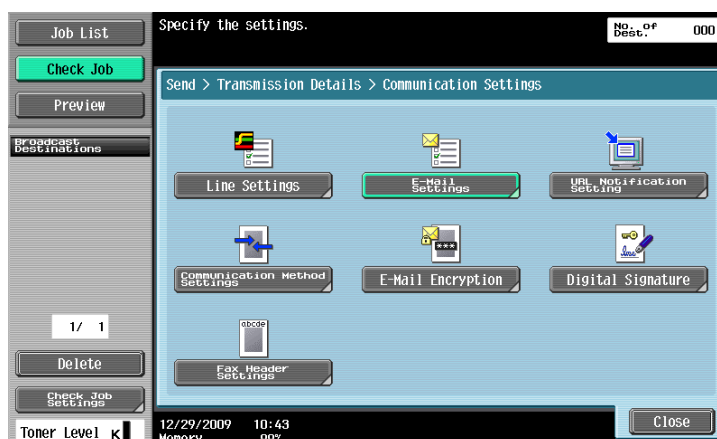 Job List
Check Job
Preview
Broadcast
Destinations
1/ 1
Delete
Check Job
Settings
Toner Level K
Specify the settings.
No. of
Dest.
000
Send > Transmission Details > Communication Settings
Line Settings
E-Mail
Settings
URL Notification
Setting
Communication Method
Settings
E-Mail Encryption
Digital Signature
abcde
Fax Header
Settings
Close
12/29/2009 10:43
Memory 00%